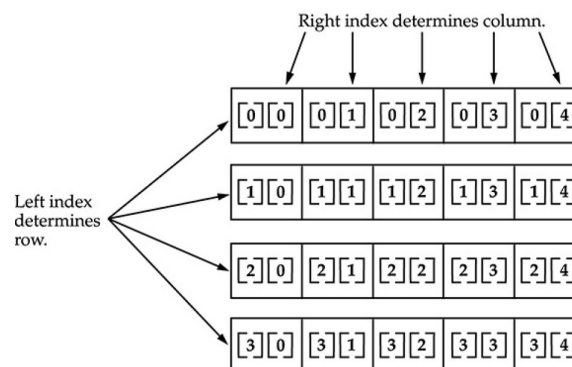 Right index determines column.
[0][0] [0][1] [0][2] [0][3] [0][4]
[1][0] [1][1] [1][2] [1][3] [1][4]
Left index
determines
row.
[2][0] [2][1] [2][2] [2][3] [2][4]
[3][0] [3][1] [3][2] [3][3] [3][4]